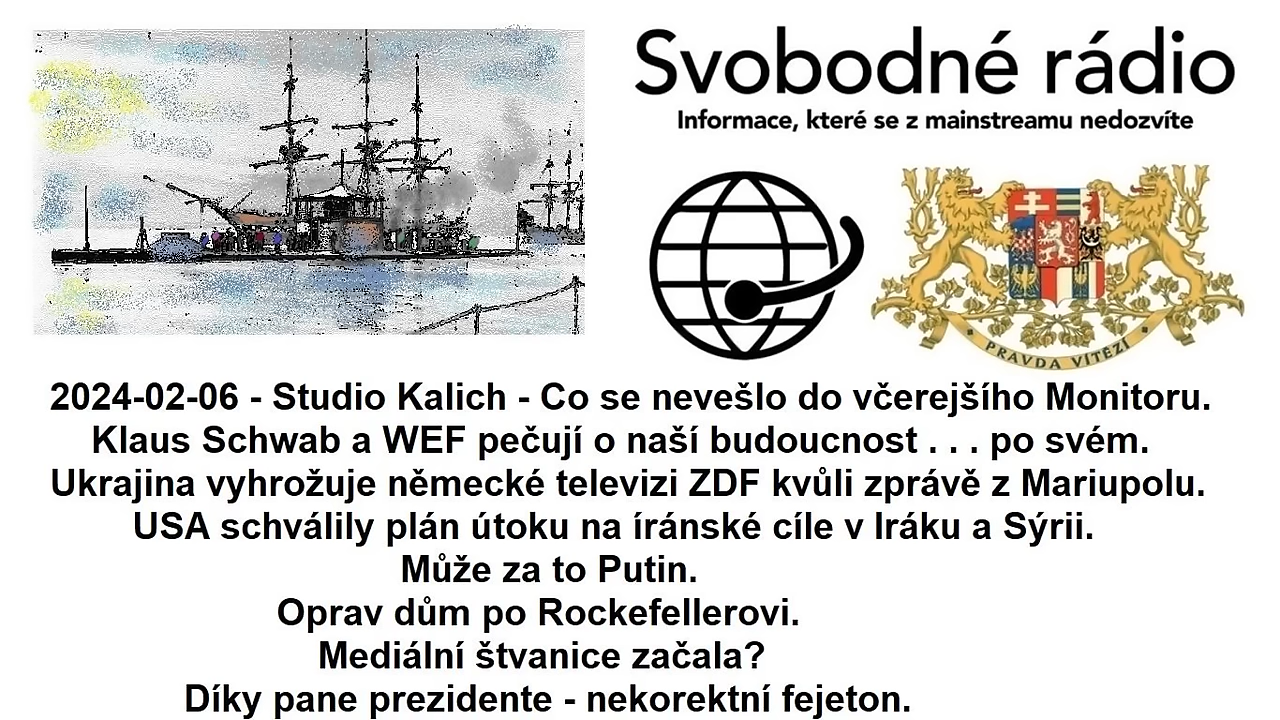 Svobodné rádio
Informace, které se z mainstreamu nedozvíte
PRAVDA VÍTĚZÍ
2024-02-06 - Studio Kalich - Co se nevešlo do včerejšího Monitoru.
Klaus Schwab a WEF pečují o naší budoucnost . . . po svém.
Ukrajina vyhrožuje německé televizi ZDF kvůli zprávě z Mariupolu.
USA schválily plán útoku na íránské cíle v Iráku a Sýrii.
Může za to Putin.
Oprav dům po Rockefellerovi.
Mediální štvanice začala?
Díky pane prezidente - nekorektní fejeton.